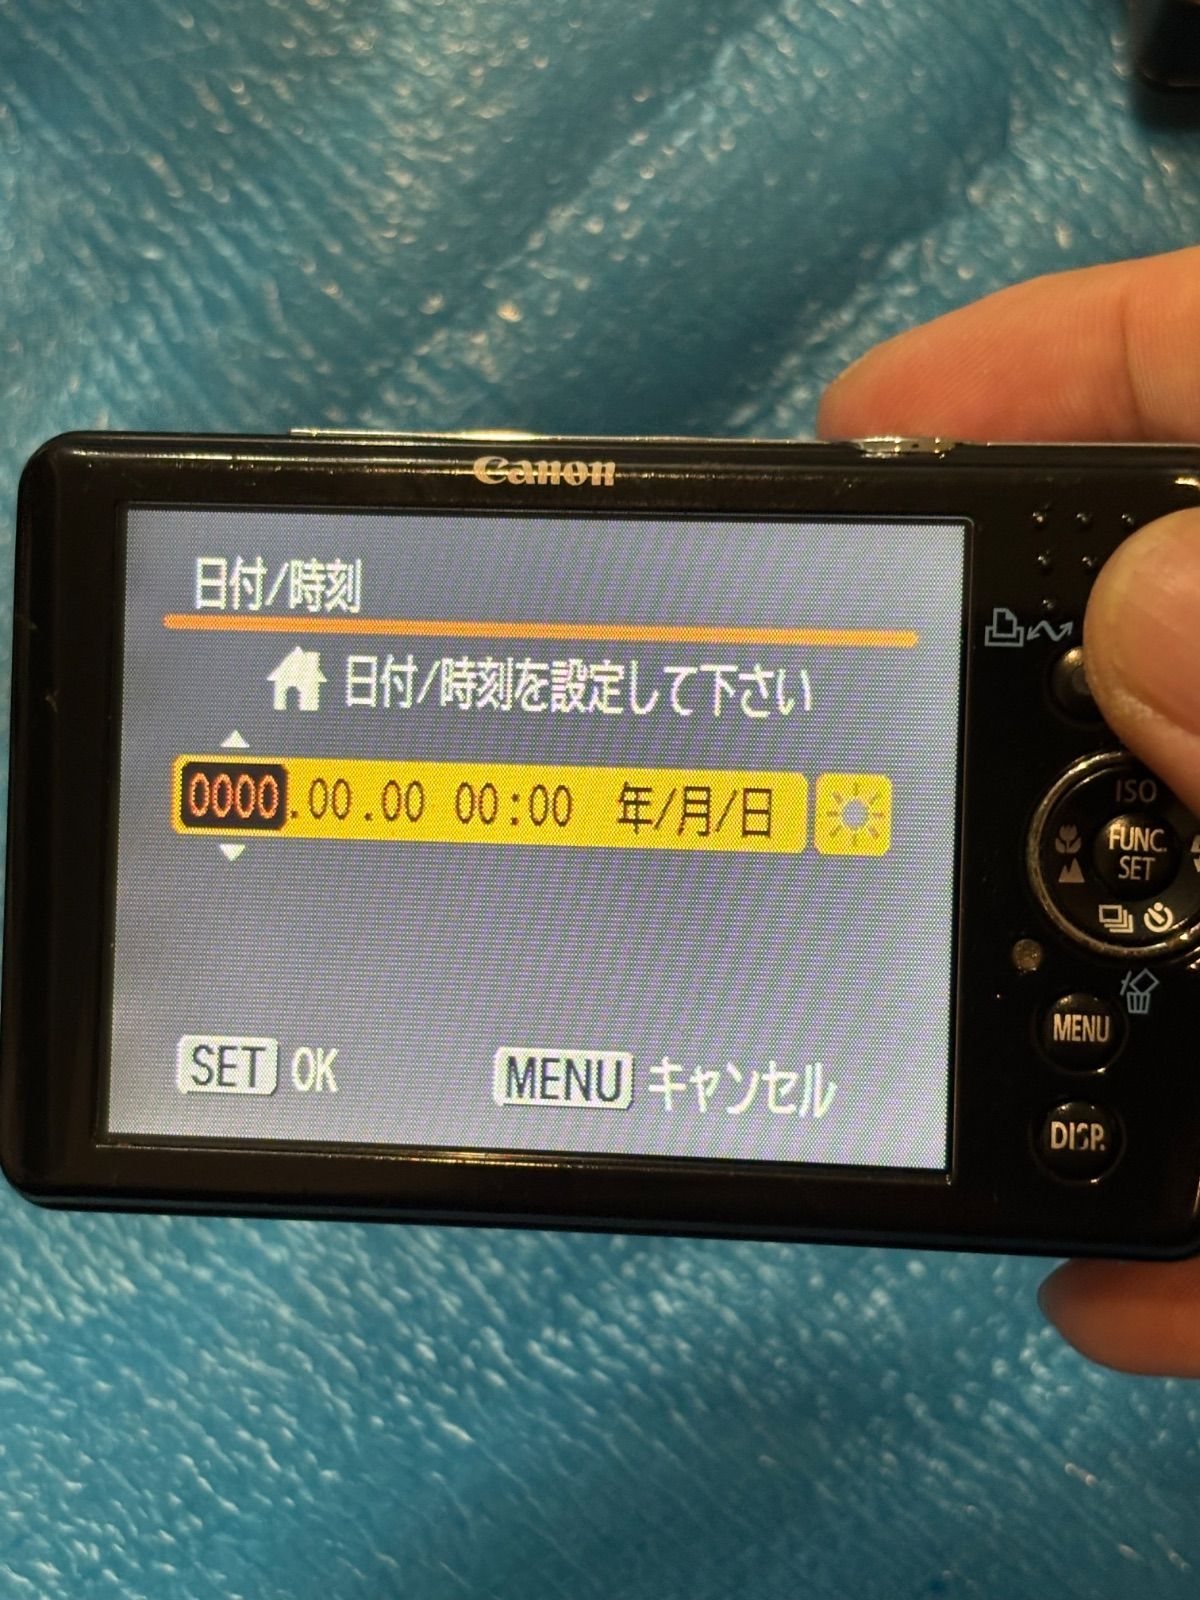 Canon
日付/時刻
日付/時刻を設定して下さい
0000.00.00 00:00 年/月/日
SET OK MENU キャンセル
ISO
FUNC.
SET
MENU
DISP.